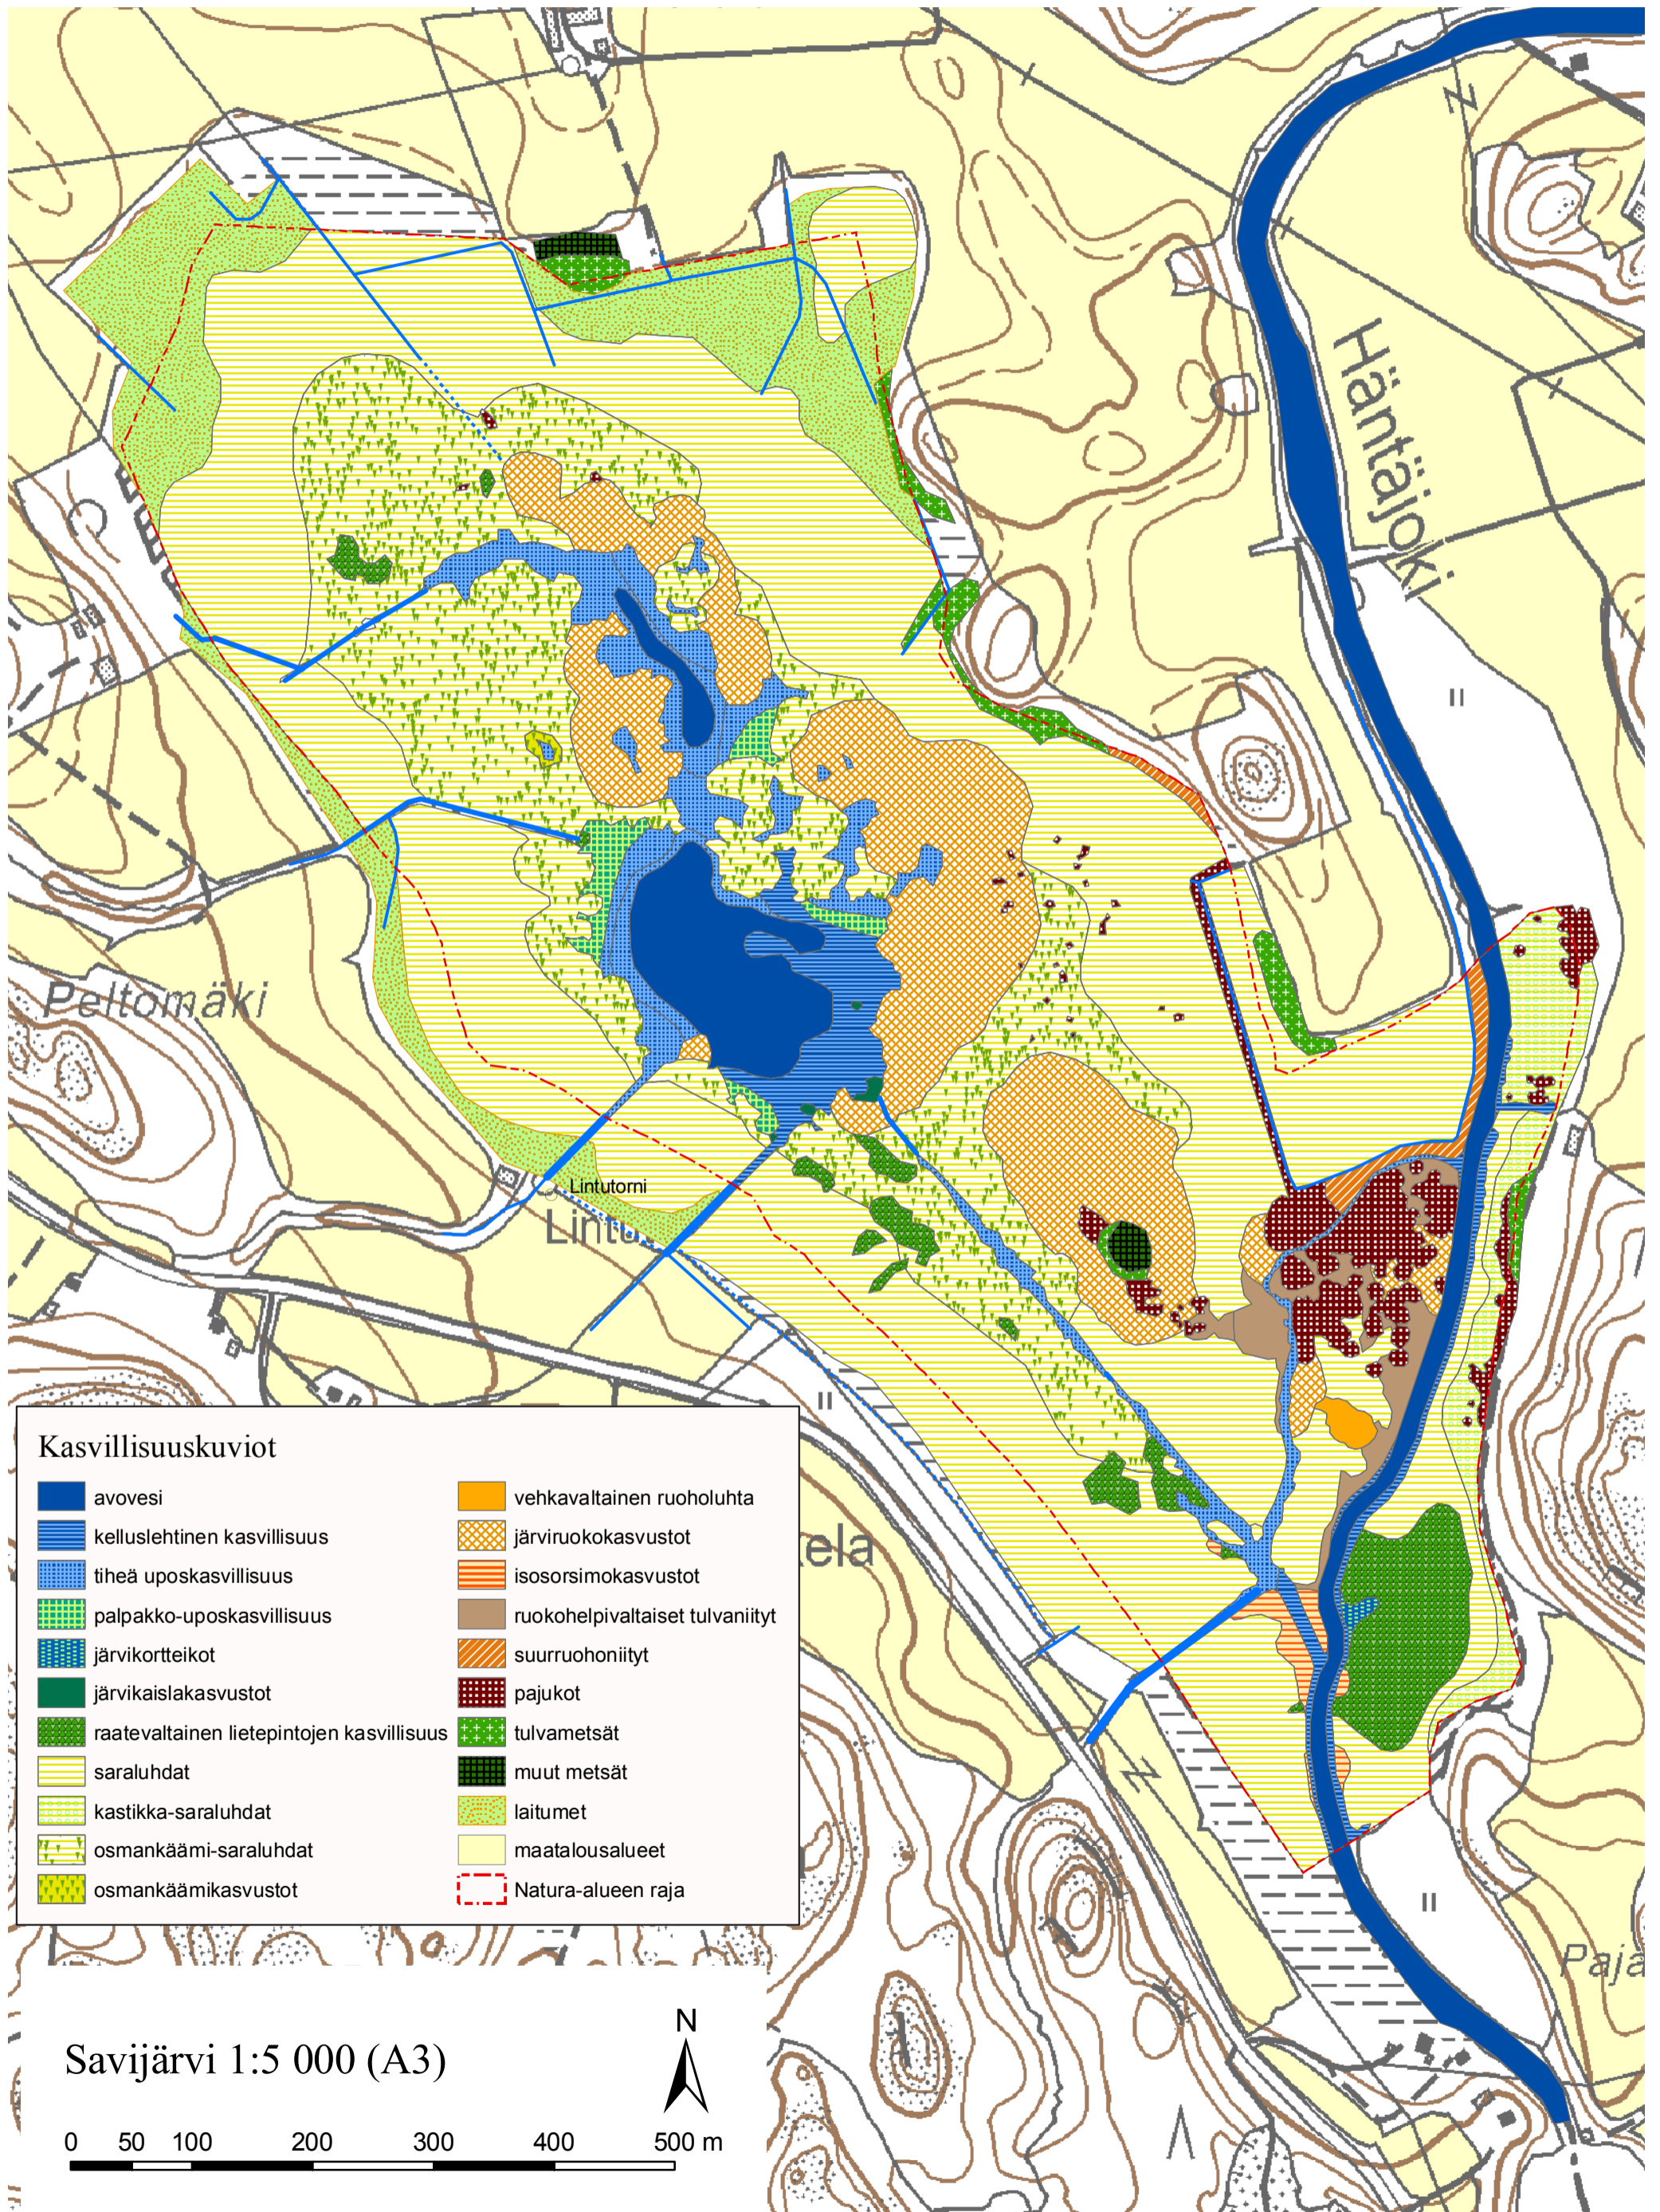 Häntäjoki
Peltomäki
Lintutorni
Lintu
kela
Paja
Kasvillisuuskuviot
avovesi
kelluslehtinen kasvillisuus
tiheä uposkasvillisuus
palpakko-uposkasvillisuus
järvikortteikot
järvikaislakasvustot
raatevaltainen lietepintojen kasvillisuus
saraluhdat
kastikka-saraluhdat
osmankäämi-saraluhdat
osmankäämikasvustot
vehkavaltainen ruoholuhta
järviruokokasvustot
isosorsimokasvustot
ruokohelpivaltaiset tulvaniityt
suurruohoniityt
pajukot
tulvametsät
muut metsät
laitumet
maatalousalueet
Natura-alueen raja
Savijärvi 1:5 000 (A3)
N
0 50 100 200 300 400 500 m